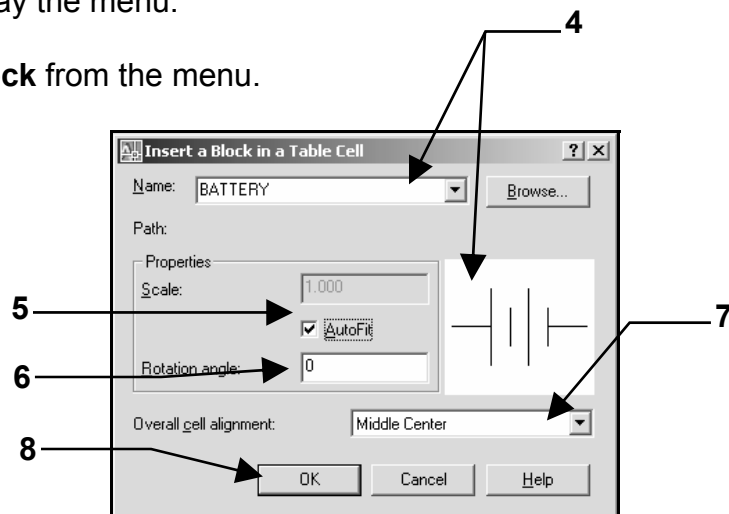 ay the menu.
4
ck from the menu.
Insert a Block in a Table Cell
Name: BATTERY Browse...
Path:
Properties
Scale: 1.000
5
AutoFit
7
Rotation angle: 0
6
Overall cell alignment: Middle Center
8
OK Cancel Help